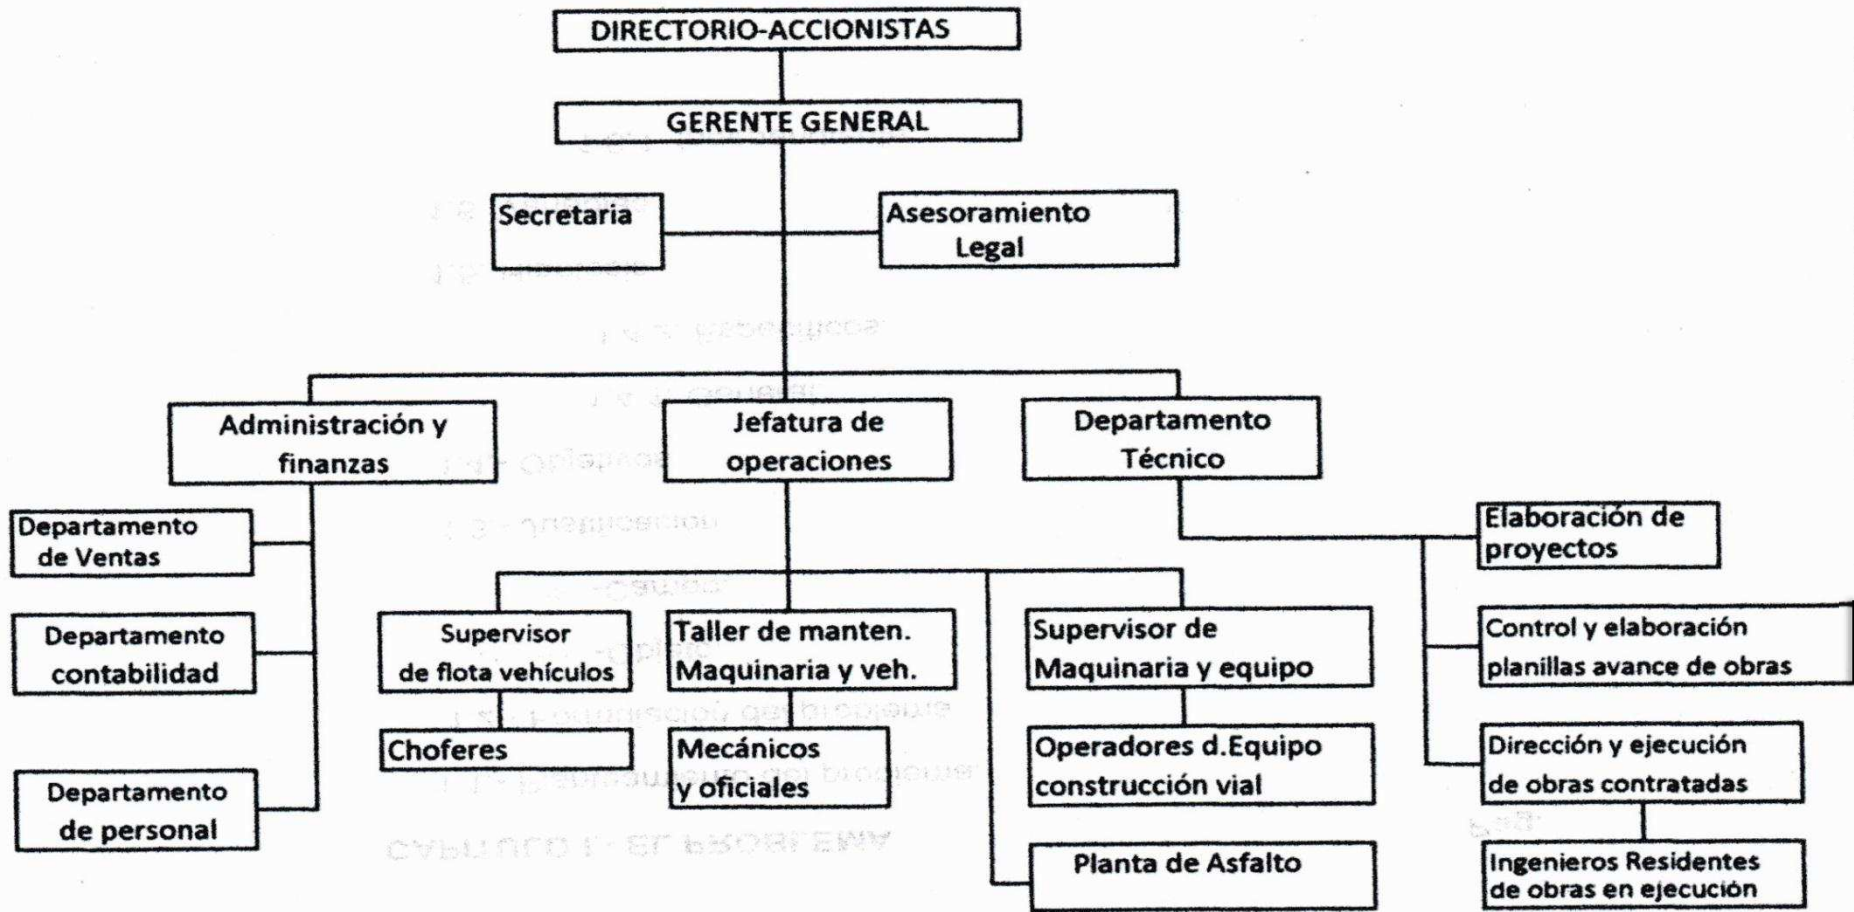 DIRECTORIO-ACCIONISTAS
GERENTE GENERAL
Secretaria
Asesoramiento
Legal
Administración y
finanzas
Jefatura de
operaciones
Departamento
Técnico
Departamento
de Ventas
Departamento
contabilidad
Departamento
de personal
Supervisor
de flota vehículos
Choferes
Taller de manten.
Maquinaria y veh.
Mecánicos
y oficiales
Supervisor de
Maquinaria y equipo
Operadores d.Equipo
construcción vial
Planta de Asfalto
Elaboración de
proyectos
Control y elaboración
planillas avance de obras
Dirección y ejecución
de obras contratadas
Ingenieros Residentes
de obras en ejecución